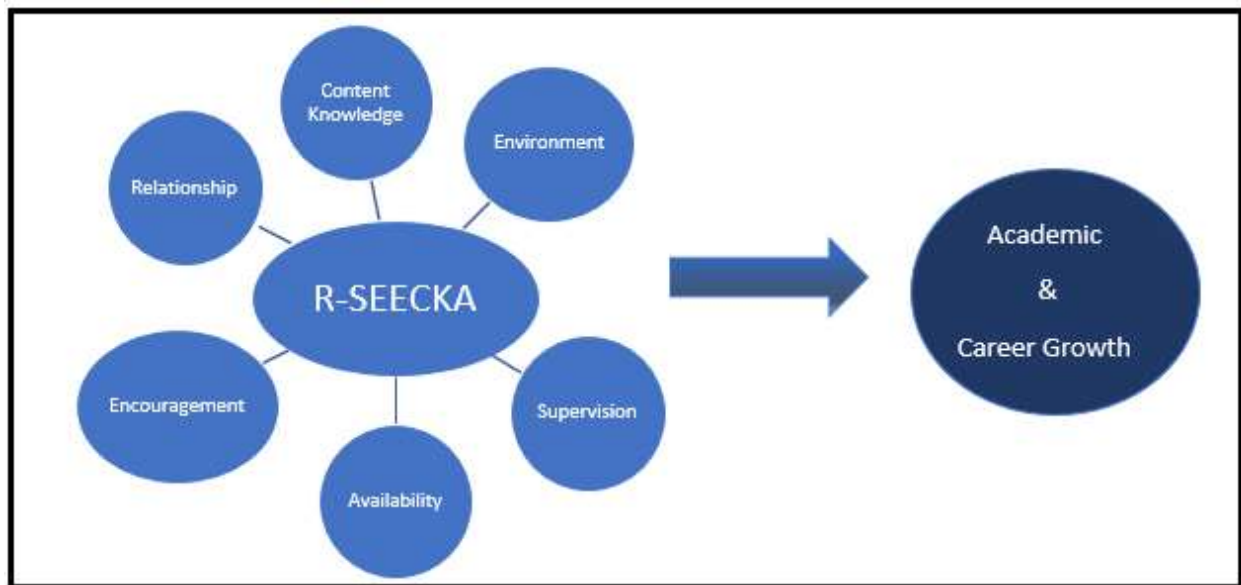 Content
Knowledge
Environment
Relationship
R-SEECKA
Encouragement
Supervision
Availability
Academic
&
Career Growth